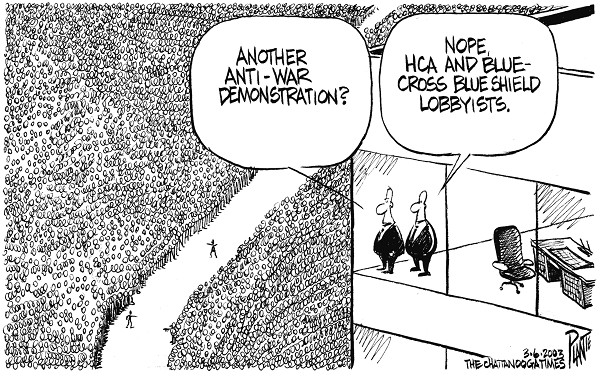 ANOTHER
ANTI-WAR
DEMONSTRATION?
NOPE,
HCA AND BLUE-
CROSS BLUE SHIELD
LOBBYISTS.
3.6.2003
THE CHATTANOOGA TIMES
PLANTE